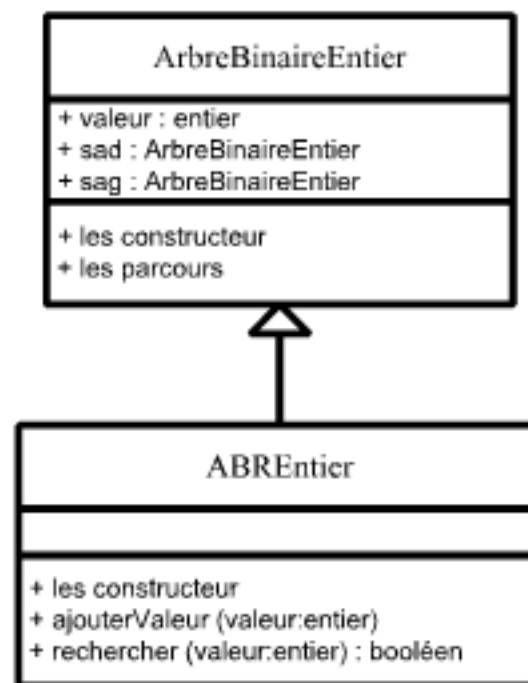 ArbreBinaireEntier
+ valeur : entier
+ sad : ArbreBinaireEntier
+ sag : ArbreBinaireEntier
+ les constructeur
+ les parcours
ABREntier
+ les constructeur
+ ajouterValeur (valeur:entier)
+ rechercher (valeur:entier) : booléen